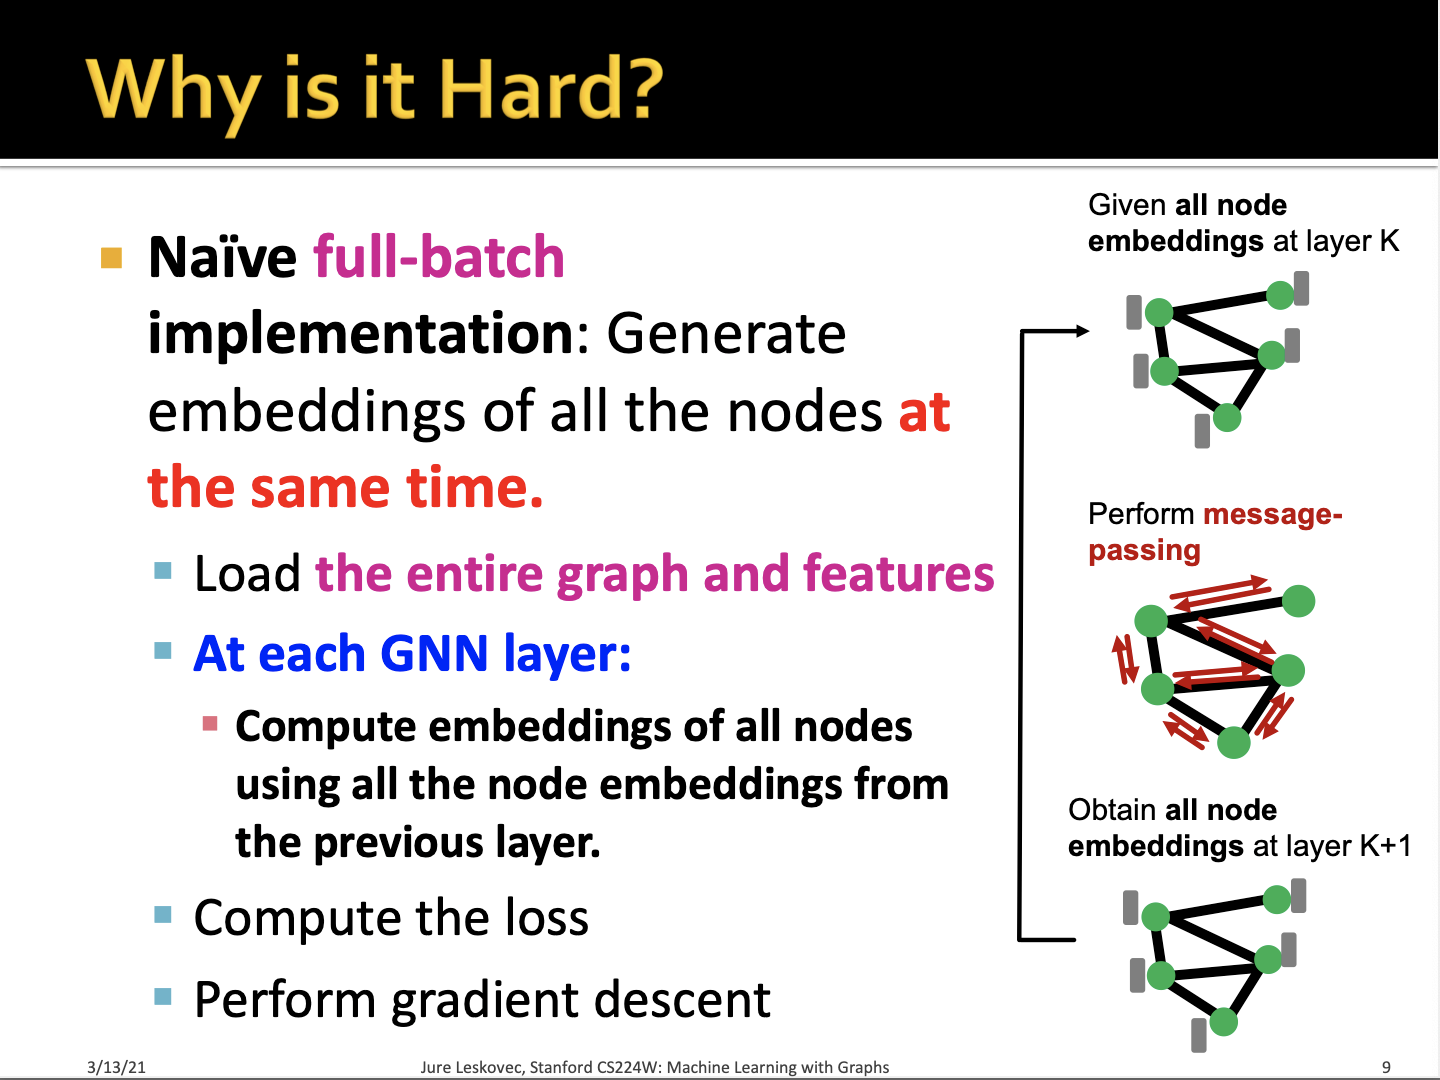 Why is it Hard?
Naïve full-batch
implementation: Generate
embeddings of all the nodes at
the same time.
Load the entire graph and features
At each GNN layer:
Compute embeddings of all nodes
using all the node embeddings from
the previous layer.
Compute the loss
Perform gradient descent
Given all node
embeddings at layer K
Perform message-
passing
Obtain all node
embeddings at layer K+1
3/13/21
Jure Leskovec, Stanford CS224W: Machine Learning with Graphs
9